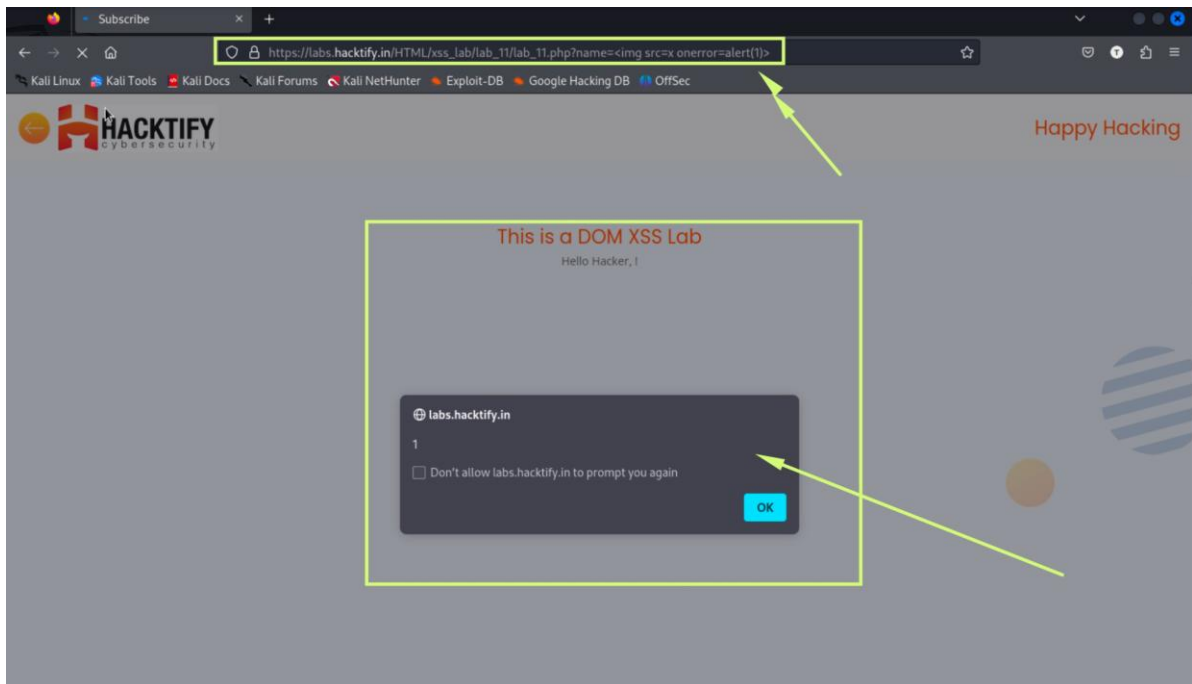 Subscribe
https://labs.hacktify.in/HTML/xss_lab/lab_11/lab_11.php?name=<img src=x onerror=alert(1)>
Kali Linux Kali Tools Kali Docs Kali Forums Kali NetHunter Exploit-DB Google Hacking DB OffSec
HACKTIFY
cybersecurity
Happy Hacking
This is a DOM XSS Lab
Hello Hacker, !
labs.hacktify.in
1
Don't allow labs.hacktify.in to prompt you again
OK